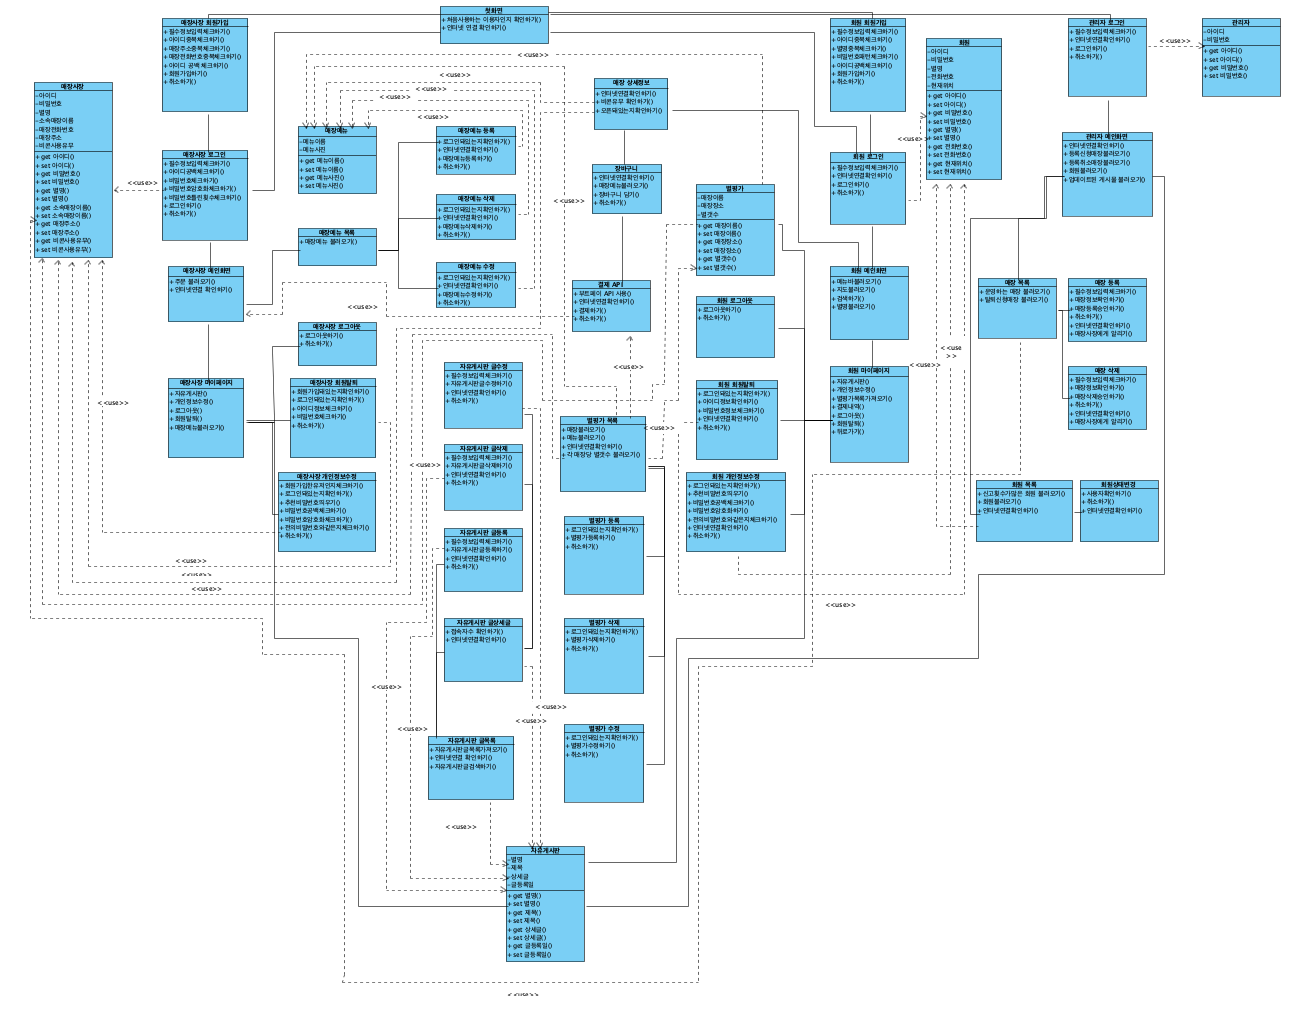 첫화면
+ 처음사용하는 이용자인지 확인하기()
+ 인터넷 연결 확인하기()
매장사장 회원가입
+ 필수정보입력체크하기()
+ 아이디중복체크하기()
+ 매장주소중복체크하기()
+ 매장전화번호중복체크하기()
+ 아이디 공백 체크하기()
+ 회원가입하기()
+ 취소하기()
회원 회원가입
+ 필수정보입력체크하기()
+ 아이디중복체크하기()
+ 별명중복체크하기()
+ 비밀번호패턴체크하기()
+ 아이디공백체크하기()
+ 회원가입하기()
+ 취소하기()
관리자 로그인
+ 필수정보입력체크하기()
+ 인터넷연결확인하기()
+ 로그인하기()
+ 취소하기()
<<use>>
관리자
-아이디
-비밀번호
+ get 아이디()
+ set 아이디()
+ get 비밀번호()
+ set 비밀번호()
회원
-아이디
-비밀번호
-별명
-전화번호
-현재위치
+ get 아이디()
+ set 아이디()
+ get 비밀번호()
+ set 비밀번호()
+ get 별명()
+ set 별명()
+ get 전화번호()
+ set 전화번호()
+ get 현재위치()
+ set 현재위치()
<<use>>
<<use>>
<<use>>
<<use>>
<<use>>
<<use>>
매장사장
-아이디
-비밀번호
-별명
-소속매장이름
-매장전화번호
-매장주소
-비콘사용유무
+ get 아이디()
+ set 아이디()
+ get 비밀번호()
+ set 비밀번호()
+ get 별명()
+ set 별명()
+ get 소속매장이름()
+ set 소속매장이름()
+ get 매장주소()
+ set 매장주소()
+ get 비콘사용유무()
+ set 비콘사용유무()
<<use>>
매장사장 로그인
+ 필수정보입력체크하기()
+ 아이디공백체크하기()
+ 비밀번호체크하기()
+ 비밀번호암호화체크하기()
+ 비밀번호틀린횟수체크하기()
+ 로그인하기()
+ 취소하기()
매장메뉴
-메뉴이름
-메뉴사진
+ get 메뉴이름()
+ set 메뉴이름()
+ get 메뉴사진()
+ set 메뉴사진()
매장메뉴 등록
+ 로그인돼있는지확인하기()
+ 인터넷연결확인하기()
+ 매장메뉴등록하기()
+ 취소하기()
매장 상세정보
+ 인터넷연결확인하기()
+ 비콘유무 확인하기()
+ 오픈돼있는지확인하기()
장바구니
+ 인터넷연결확인하기()
+ 매장메뉴불러오기()
+ 장바구니 담기()
+ 취소하기()
<<use>>
별평가
-매장이름
-매장장소
-별갯수
+ get 매장이름()
+ set 매장이름()
+ get 매장장소()
+ set 매장장소()
+ get 별갯수()
+ set 별갯수()
회원 로그인
+ 필수정보입력체크하기()
+ 인터넷연결확인하기()
+ 로그인하기()
+ 취소하기()
관리자 메인화면
+ 인터넷연결확인하기()
+ 등록신청매장불러오기()
+ 등록취소매장불러오기()
+ 회원불러오기()
+ 업데이트된 게시물 불러오기()
매장메뉴 삭제
+ 로그인돼있는지확인하기()
+ 인터넷연결확인하기()
+ 매장메뉴삭제하기()
+ 취소하기()
매장메뉴 목록
+ 매장메뉴 불러오기()
매장메뉴 수정
+ 로그인돼있는지확인하기()
+ 인터넷연결확인하기()
+ 매장메뉴수정하기()
+ 취소하기()
매장사장 메인화면
+ 주문 불러오기()
+ 인터넷연결 확인하기()
<<use>>
결제 API
+ 부트페이 API 사용()
+ 인터넷연결확인하기()
+ 결제하기()
+ 취소하기()
회원 로그아웃
+ 로그아웃하기()
+ 취소하기()
회원 메인화면
+ 메뉴바불러오기()
+ 지도불러오기()
+ 검색하기()
+ 별명불러오기()
매장 목록
+ 운영하는 매장 불러오기()
+ 탈퇴신청매장 불러오기()
매장 등록
+ 필수정보입력체크하기()
+ 매장정보확인하기()
+ 매장등록승인하기()
+ 취소하기()
+ 인터넷연결확인하기()
+ 매장사장에게 알리기()
매장사장 로그아웃
+ 로그아웃하기()
+ 취소하기()
<<use
>>
<<use>>
<<use>>
매장사장 마이페이지
+ 자유게시판()
+ 개인정보수정()
+ 로그아웃()
+ 회원탈퇴()
+ 매장메뉴불러오기()
매장사장 회원탈퇴
+ 회원가입돼있는지확인하기()
+ 로그인돼있는지확인하기()
+ 아이디정보체크하기()
+ 비밀번호체크하기()
+ 취소하기()
<<use>>
자유게시판 글수정
+ 필수정보입력체크하기()
+ 자유게시판글수정하기()
+ 인터넷연결확인하기()
+ 취소하기()
회원 회원탈퇴
+ 로그인돼있는지확인하기()
+ 아이디정보확인하기()
+ 비밀번호정보체크하기()
+ 인터넷연결확인하기()
+ 취소하기()
회원 마이페이지
+ 자유게시판()
+ 개인정보수정()
+ 별평가목록가져오기()
+ 결제내역()
+ 로그아웃()
+ 회원탈퇴()
+ 뒤로가기()
매장 삭제
+ 필수정보입력체크하기()
+ 매장정보확인하기()
+ 매장삭제승인하기()
+ 취소하기()
+ 인터넷연결확인하기()
+ 매장사장에게 알리기()
별평가 목록
+ 매장불러오기()
+ 메뉴불러오기()
+ 인터넷연결확인하기()
+ 각 매장당 별갯수 불러오기()
<<use>>
자유게시판 글삭제
+ 필수정보입력체크하기()
+ 자유게시판글삭제하기()
+ 인터넷연결확인하기()
+ 취소하기()
<<use>>
매장사장 개인정보수정
+ 회원가입한유저인지체크하기()
+ 로그인돼있는지확인하기()
+ 추천비밀번호띄우기()
+ 비밀번호공백체크하기()
+ 비밀번호암호화체크하기()
+ 전의비밀번호와같은지체크하기()
+ 취소하기()
회원 개인정보수정
+ 로그인돼있는지확인하기()
+ 추천비밀번호띄우기()
+ 비밀번호공백체크하기()
+ 비밀번호암호화하기()
+ 전의비밀번호와같은지체크하기()
+ 인터넷연결확인하기()
+ 취소하기()
회원 목록
+ 신고횟수가많은 회원 불러오기()
+ 회원불러오기()
+ 인터넷연결확인하기()
회원상태변경
+ 사용자확인하기()
+ 취소하기()
+ 인터넷연결확인하기()
자유게시판 글등록
+ 필수정보입력체크하기()
+ 자유게시판글등록하기()
+ 인터넷연결확인하기()
+ 취소하기()
별평가 등록
+ 로그인돼있는지확인하기()
+ 별평가등록하기()
+ 취소하기()
<<use>>
<<use>>
<<use>>
<<use>>
자유게시판 글상세글
+ 접속자수 확인하기()
+ 인터넷연결확인하기()
별평가 삭제
+ 로그인돼있는지확인하기()
+ 별평가삭제하기()
+ 취소하기()
<<use>>
<<use>>
<<use>>
<<use>>
별평가 수정
+ 로그인돼있는지확인하기()
+ 별평가수정하기()
+ 취소하기()
자유게시판 글목록
+ 자유게시판글목록가져오기()
+ 인터넷연결 확인하기()
+ 자유게시판글검색하기()
<<use>>
자유게시판
-별명
-제목
-상세글
-글등록일
+ get 별명()
+ set 별명()
+ get 제목()
+ set 제목()
+ get 상세글()
+ set 상세글()
+ get 글등록일()
+ set 글등록일()
<<use>>